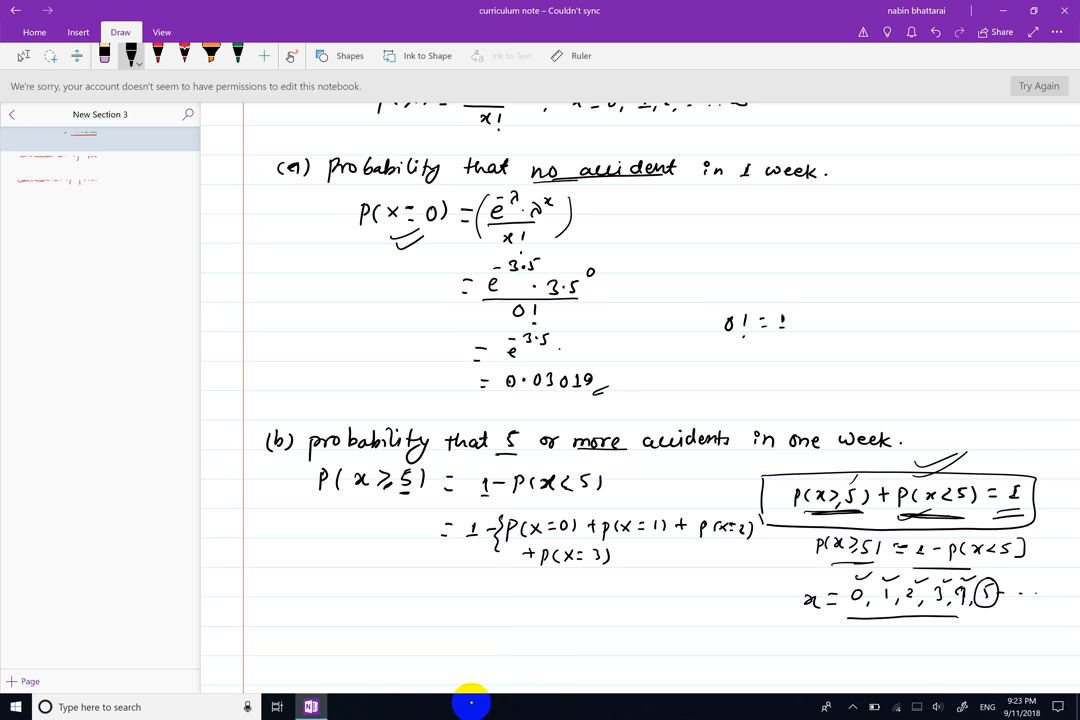 curriculum note – Couldn't sync
nabin bhattarai
Home Insert Draw View
Share
Shapes Ink to Shape Ink to Text Ruler
We're sorry, your account doesn't seem to have permissions to edit this notebook.
Try Again
New Section 3
x!
(a) probability that no accident in 1 week.
P(x = 0) = (e^-λ · λ^x / x!)
= e^-3.5 · 3.5^0 / 0!
0! = 1
= e^-3.5
= 0.03019
(b) probability that 5 or more accidents in one week.
P(x ≥ 5) = 1 - P(x < 5)
P(x ≥ 5) + P(x < 5) = 1
= 1 - {P(x = 0) + P(x = 1) + P(x = 2)
+ P(x = 3)
P(x ≥ 5) = 1 - P(x < 5)
x = 0, 1, 2, 3, 4, 5 - ...
+ Page
Type here to search
ENG
9:23 PM
9/11/2018